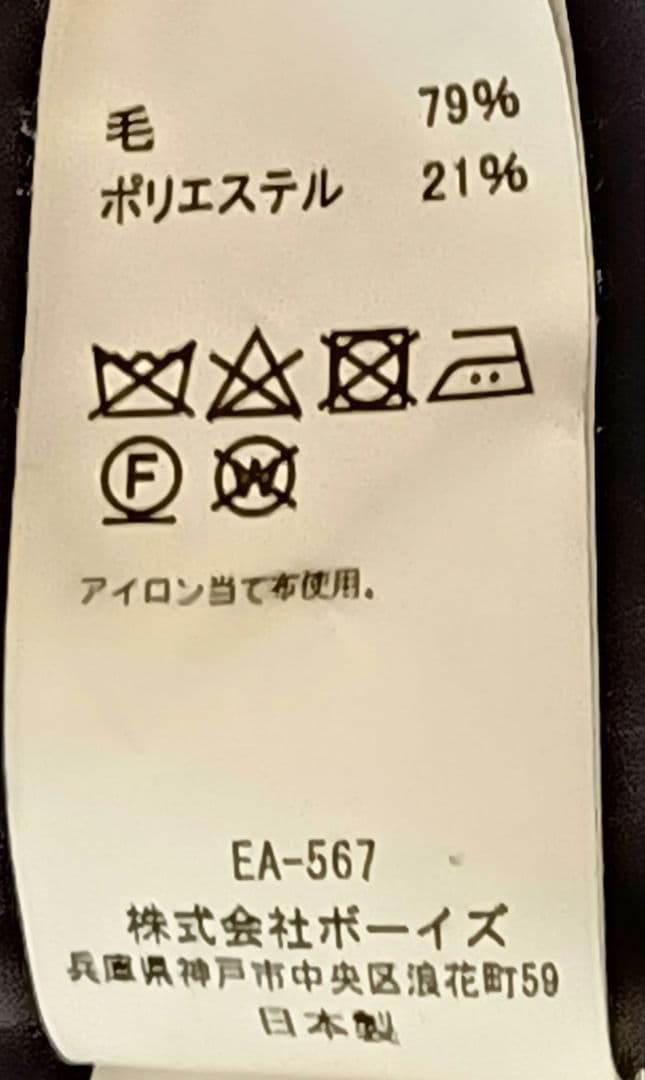 毛 79%
ポリエステル 21%
F W
アイロン当て布使用。
EA-567
株式会社ボーイズ
兵庫県神戸市中央区浪花町59
日本製